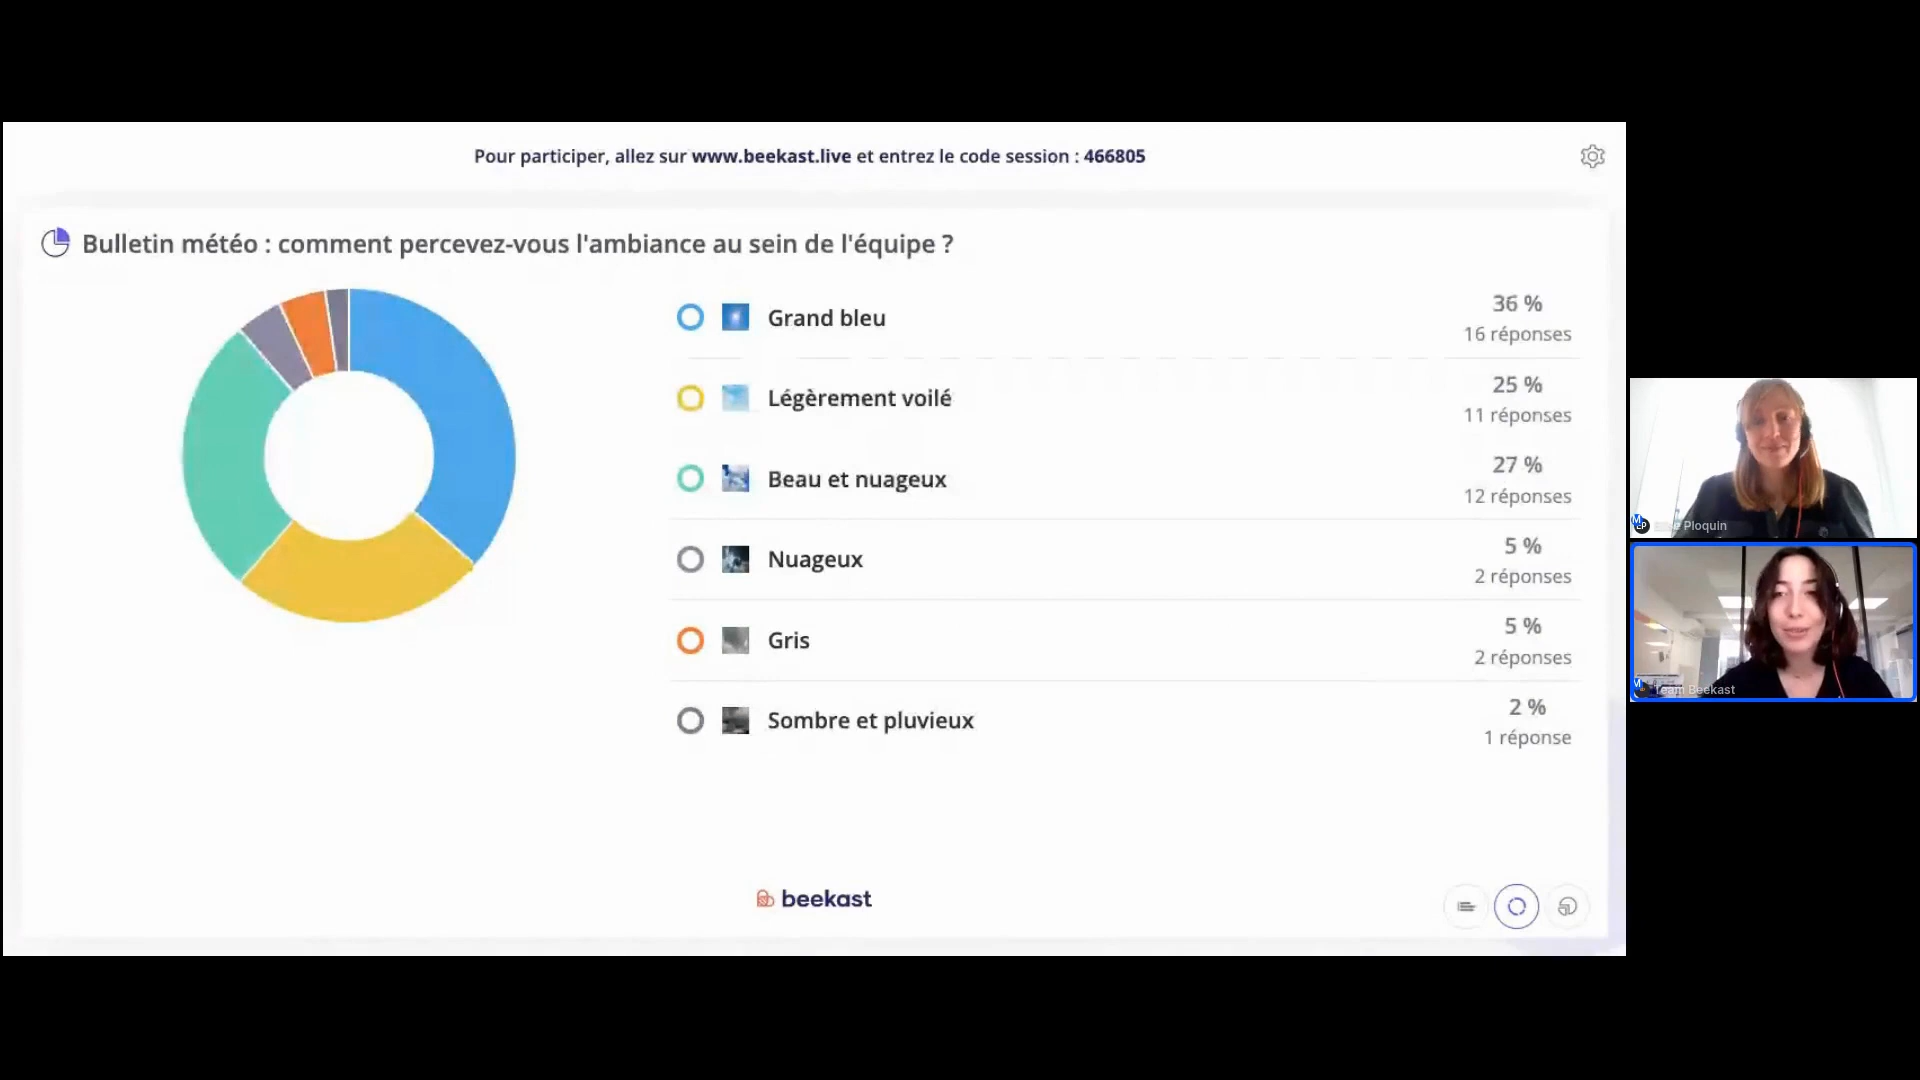 Pour participer, allez sur www.beekast.live et entrez le code session : 466805
Bulletin météo : comment percevez-vous l'ambiance au sein de l'équipe ?
Grand bleu
36 %
16 réponses
Légèrement voilé
25 %
11 réponses
Beau et nuageux
27 %
12 réponses
Nuageux
5 %
2 réponses
Gris
5 %
2 réponses
Sombre et pluvieux
2 %
1 réponse
beekast
Ploquin
Team Beekast